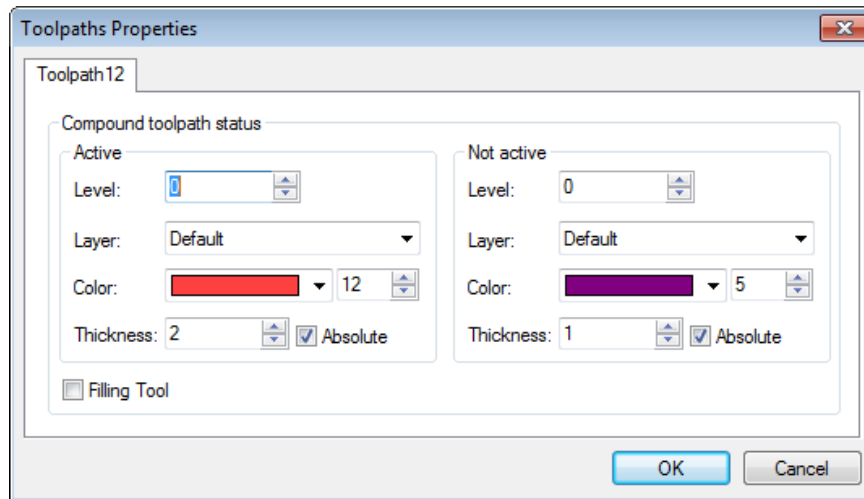 Toolpaths Properties
Toolpath12
Compound toolpath status
Active
Level: 0
Layer: Default
Color: 12
Thickness: 2 Absolute
Not active
Level: 0
Layer: Default
Color: 5
Thickness: 1 Absolute
Filling Tool
OK Cancel